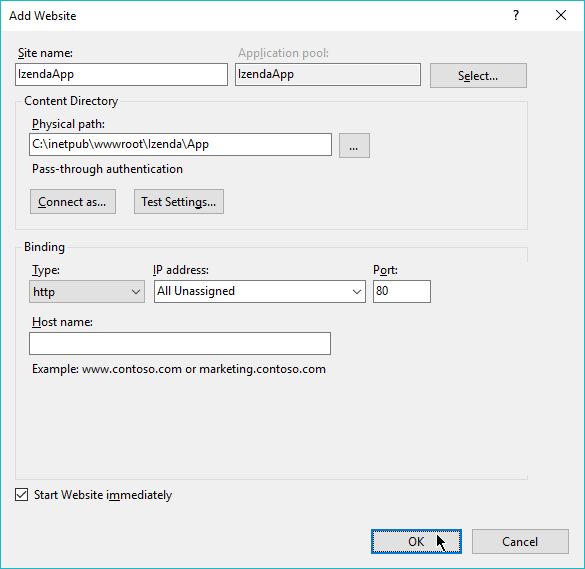 Add Website
?
Site name: Application pool:
IzendaApp IzendaApp Select...
Content Directory
Physical path:
C:\inetpub\wwwroot\Izenda\App ...
Pass-through authentication
Connect as... Test Settings...
Binding
Type: IP address: Port:
http All Unassigned 80
Host name:
Example: www.contoso.com or marketing.contoso.com
Start Website immediately
OK Cancel